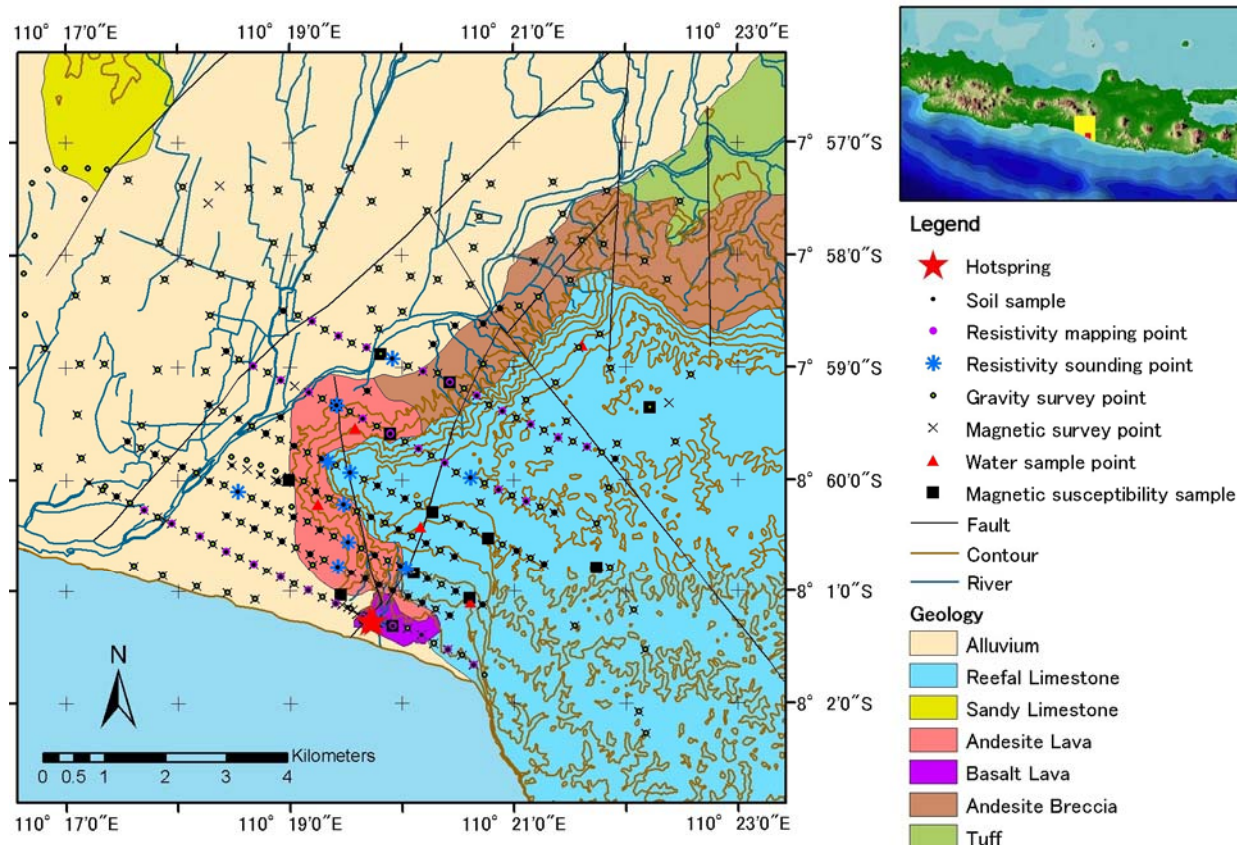 110° 17'0"E 110° 19'0"E 110° 21'0"E 110° 23'0"E
7° 57'0"S
7° 58'0"S
7° 59'0"S
8° 00'0"S
8° 01'0"S
8° 02'0"S
N
Kilometers
0 0.5 1 2 3 4
110° 17'0"E 110° 19'0"E 110° 21'0"E 110° 23'0"E
Legend
Hotspring
Soil sample
Resistivity mapping point
Resistivity sounding point
Gravity survey point
Magnetic survey point
Water sample point
Magnetic susceptibility sample
Fault
Contour
River
Geology
Alluvium
Reefal Limestone
Sandy Limestone
Andesite Lava
Basalt Lava
Andesite Breccia
Tuff